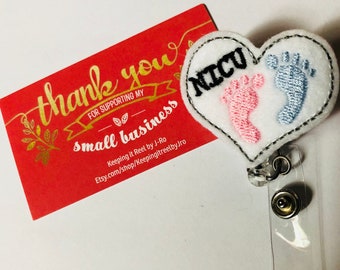 thank you
FOR SUPPORTING MY
small business
Keeping it Reel by J-Ro
Etsy.com/shop/KeepingitreelbyJro
NICU